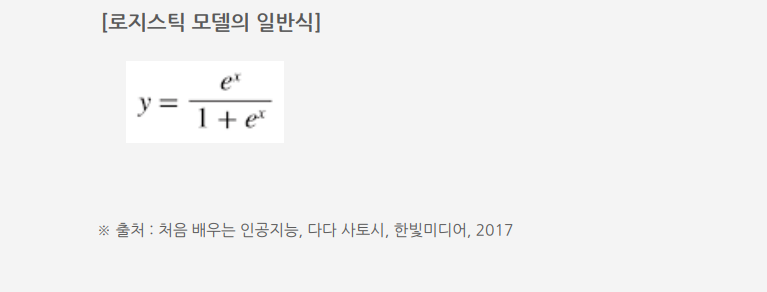 [로지스틱 모델의 일반식]
y = e^x / (1 + e^x)
※ 출처 : 처음 배우는 인공지능, 다다 사토시, 한빛미디어, 2017